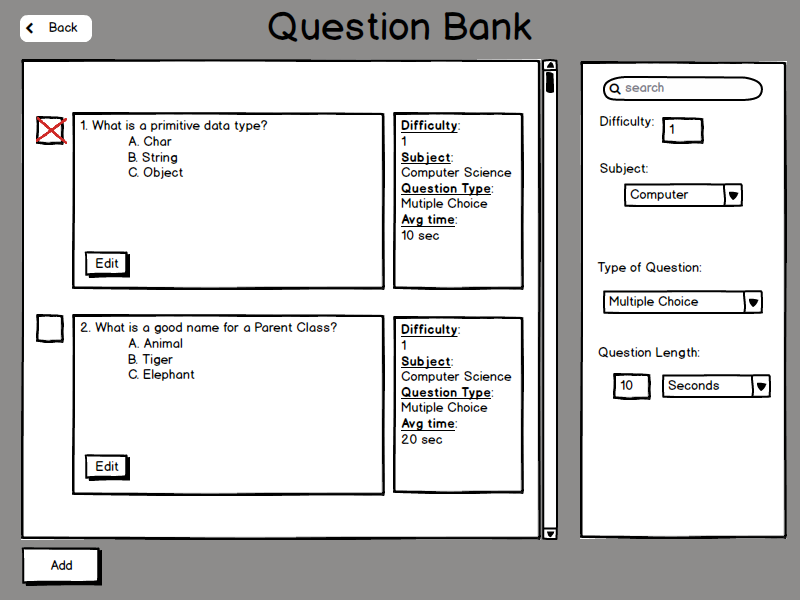 Back
Question Bank
1. What is a primitive data type?
A. Char
B. String
C. Object
Edit
Difficulty:
1
Subject:
Computer Science
Question Type:
Mutiple Choice
Avg time:
10 sec
2. What is a good name for a Parent Class?
A. Animal
B. Tiger
C. Elephant
Edit
Difficulty:
1
Subject:
Computer Science
Question Type:
Mutiple Choice
Avg time:
20 sec
search
Difficulty: 1
Subject:
Computer
Type of Question:
Multiple Choice
Question Length:
10 Seconds
Add